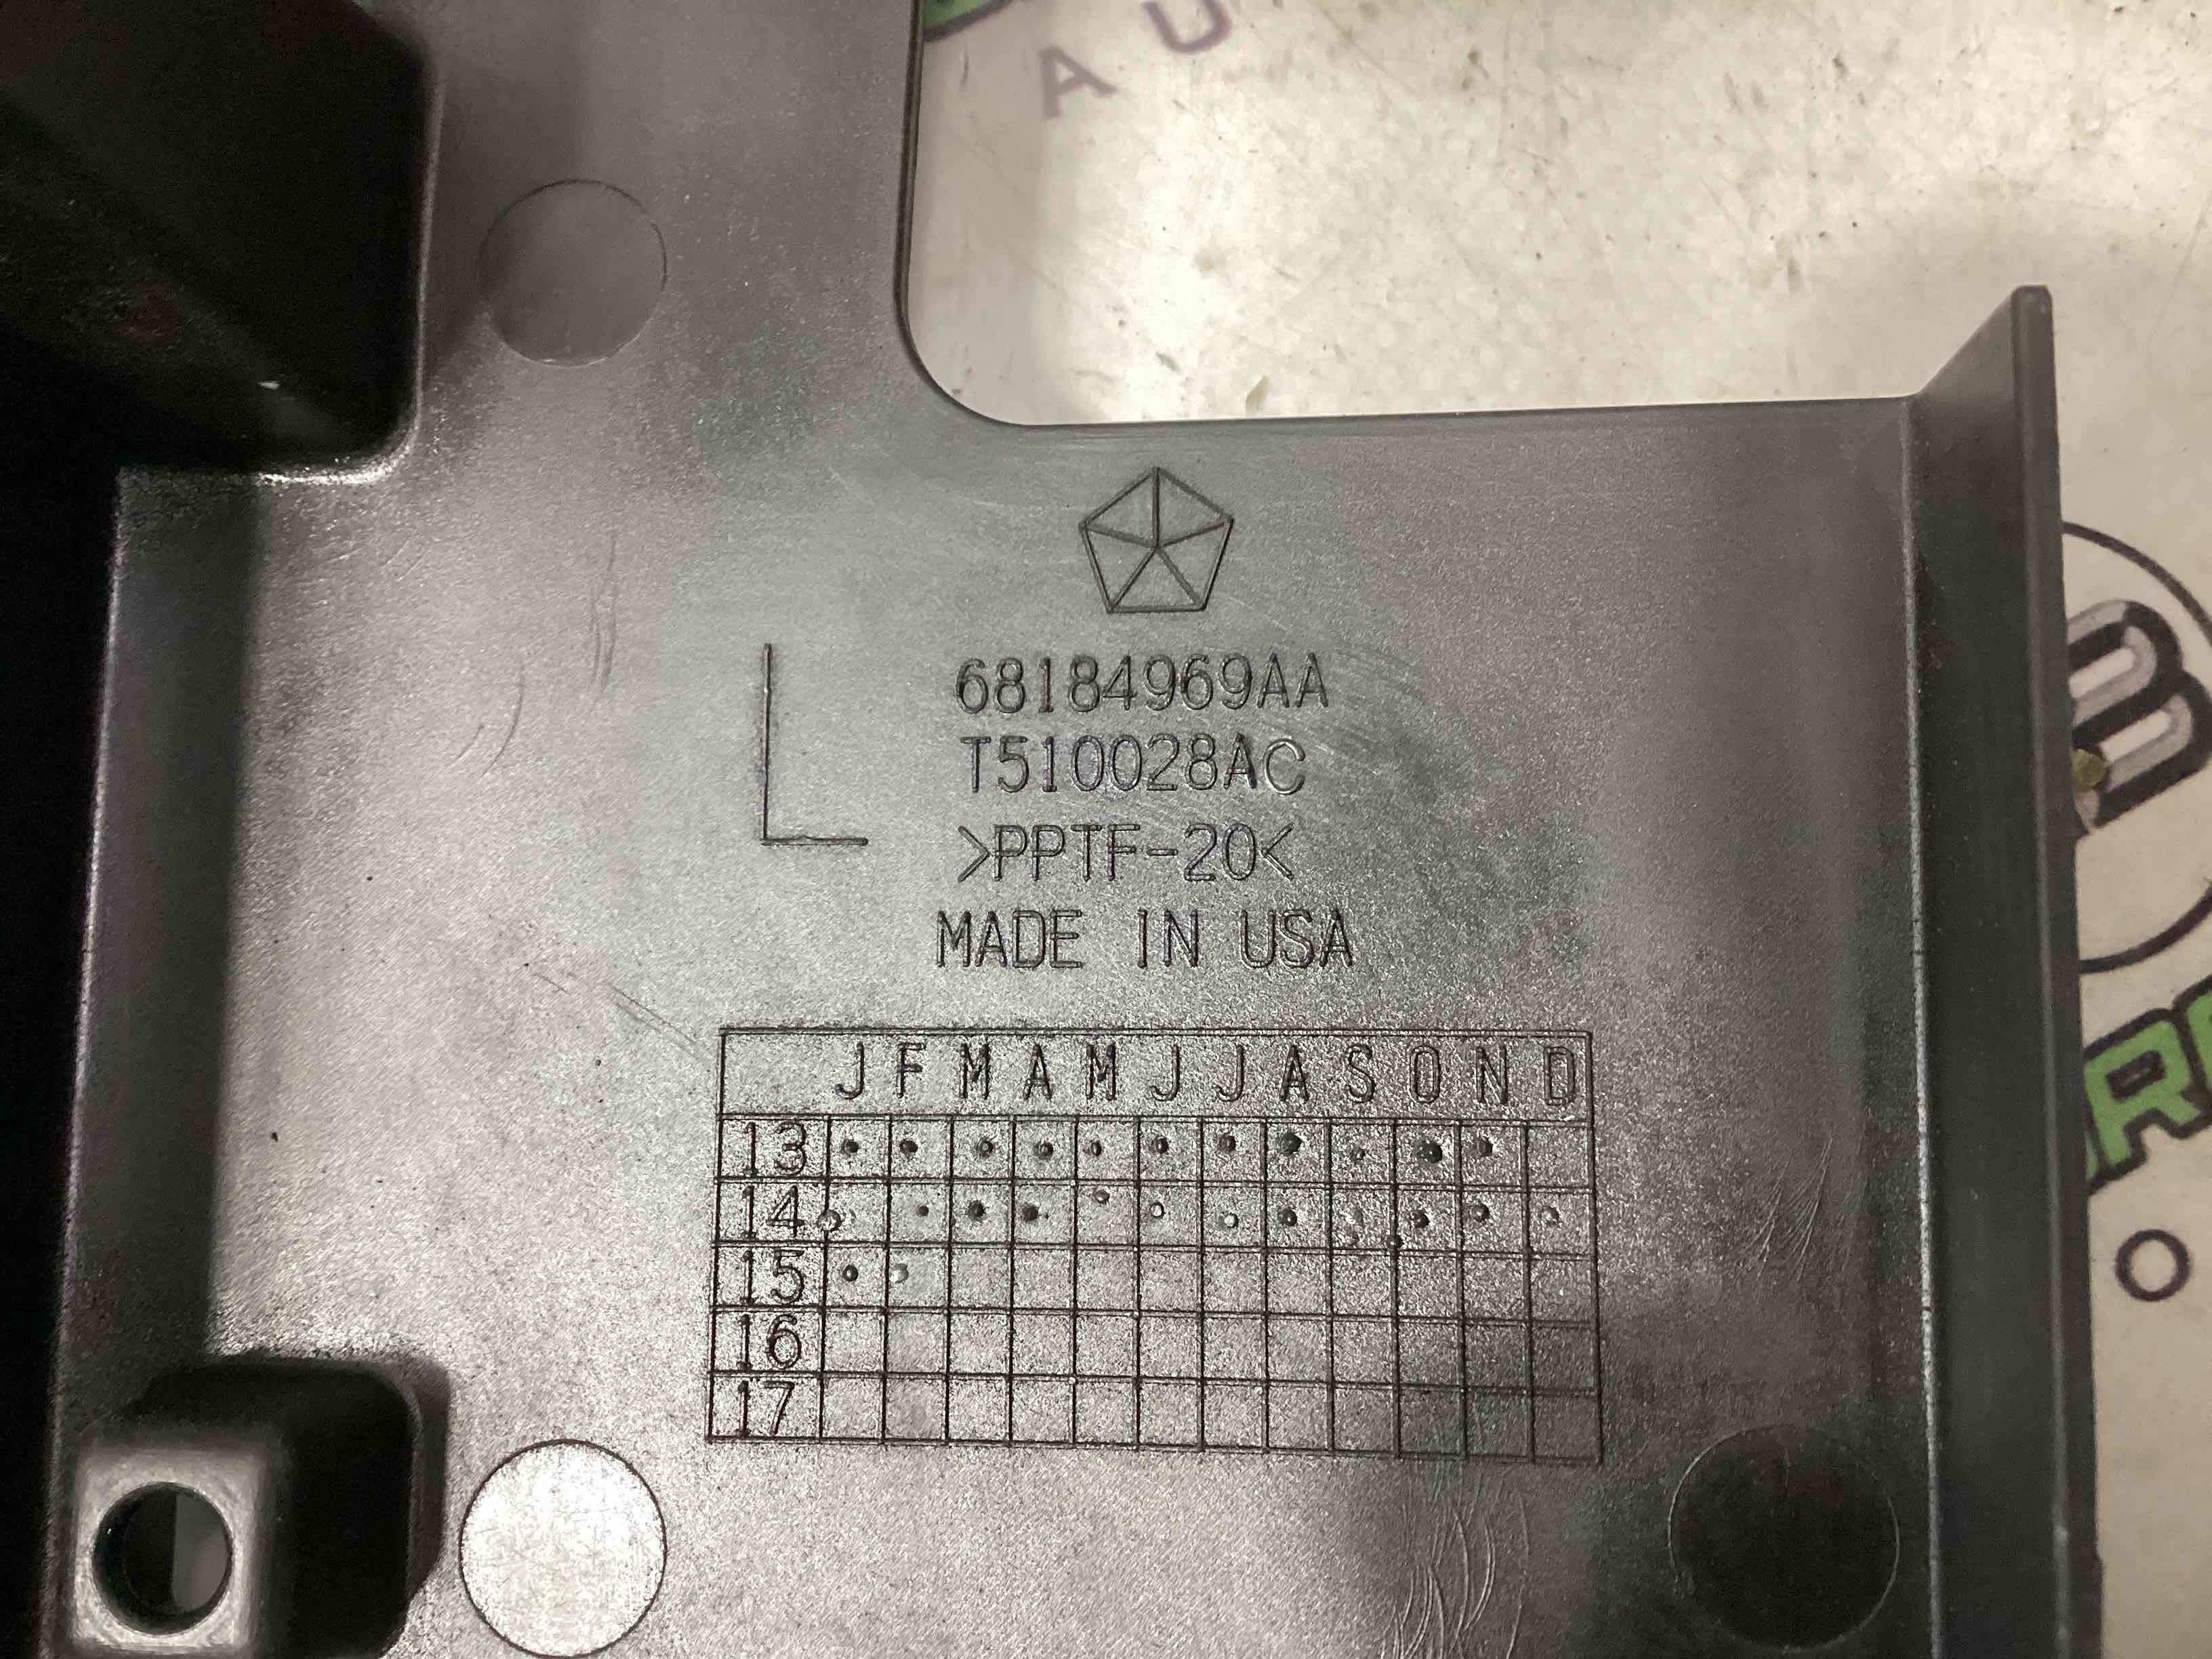 A U
L
68184969AA
T510028AC
>PPTF-20<
MADE IN USA
J F M A M J J A S O N D
13
14
15
16
17
B
O